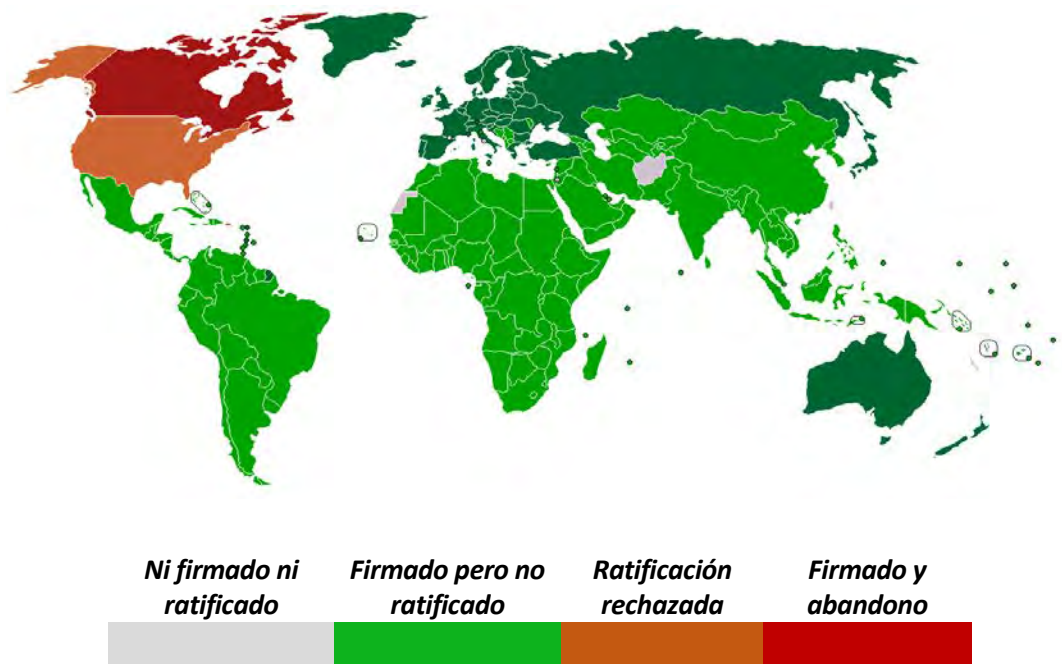 Ni firmado ni
ratificado
Firmado pero no
ratificado
Ratificación
rechazada
Firmado y
abandono